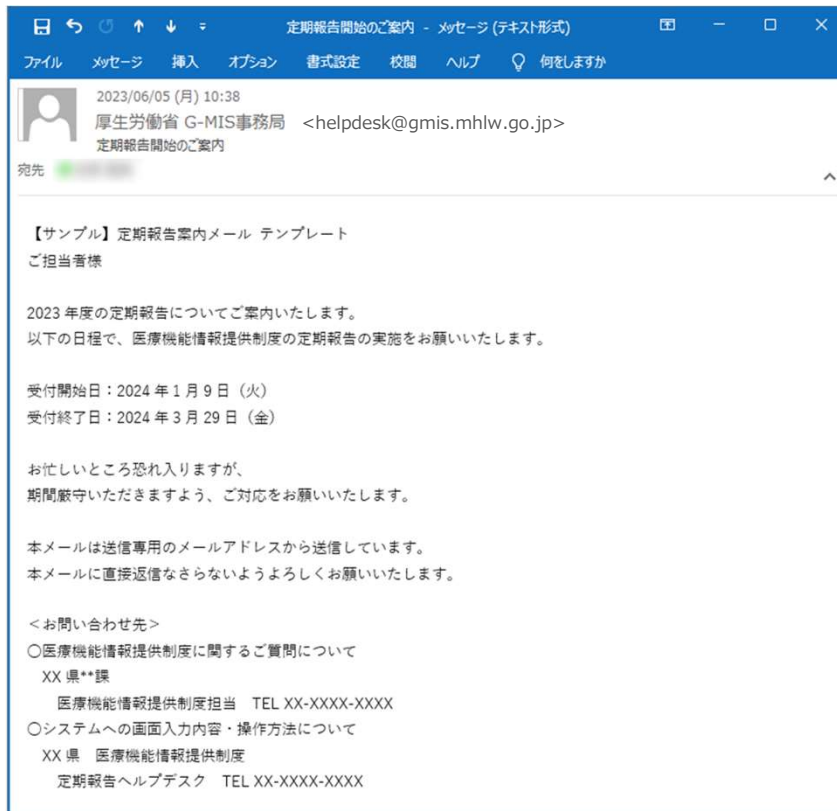 定期報告開始のご案内 - メッセージ (テキスト形式)
ファイル メッセージ 挿入 オプション 書式設定 校閲 ヘルプ 何をしますか
2023/06/05 (月) 10:38
厚生労働省 G-MIS事務局 <helpdesk@gmis.mhlw.go.jp>
定期報告開始のご案内
宛先
【サンプル】定期報告案内メール テンプレート
ご担当者様
2023 年度の定期報告についてご案内いたします。
以下の日程で、医療機能情報提供制度の定期報告の実施をお願いいたします。
受付開始日：2024 年 1 月 9 日（火）
受付終了日：2024 年 3 月 29 日（金）
お忙しいところ恐れ入りますが、
期間厳守いただきますよう、ご対応をお願いいたします。
本メールは送信専用のメールアドレスから送信しています。
本メールに直接返信なさらないようよろしくお願いいたします。
＜お問い合わせ先＞
○医療機能情報提供制度に関するご質問について
XX 県**課
医療機能情報提供制度担当 TEL XX-XXXX-XXXX
○システムへの画面入力内容・操作方法について
XX 県 医療機能情報提供制度
定期報告ヘルプデスク TEL XX-XXXX-XXXX